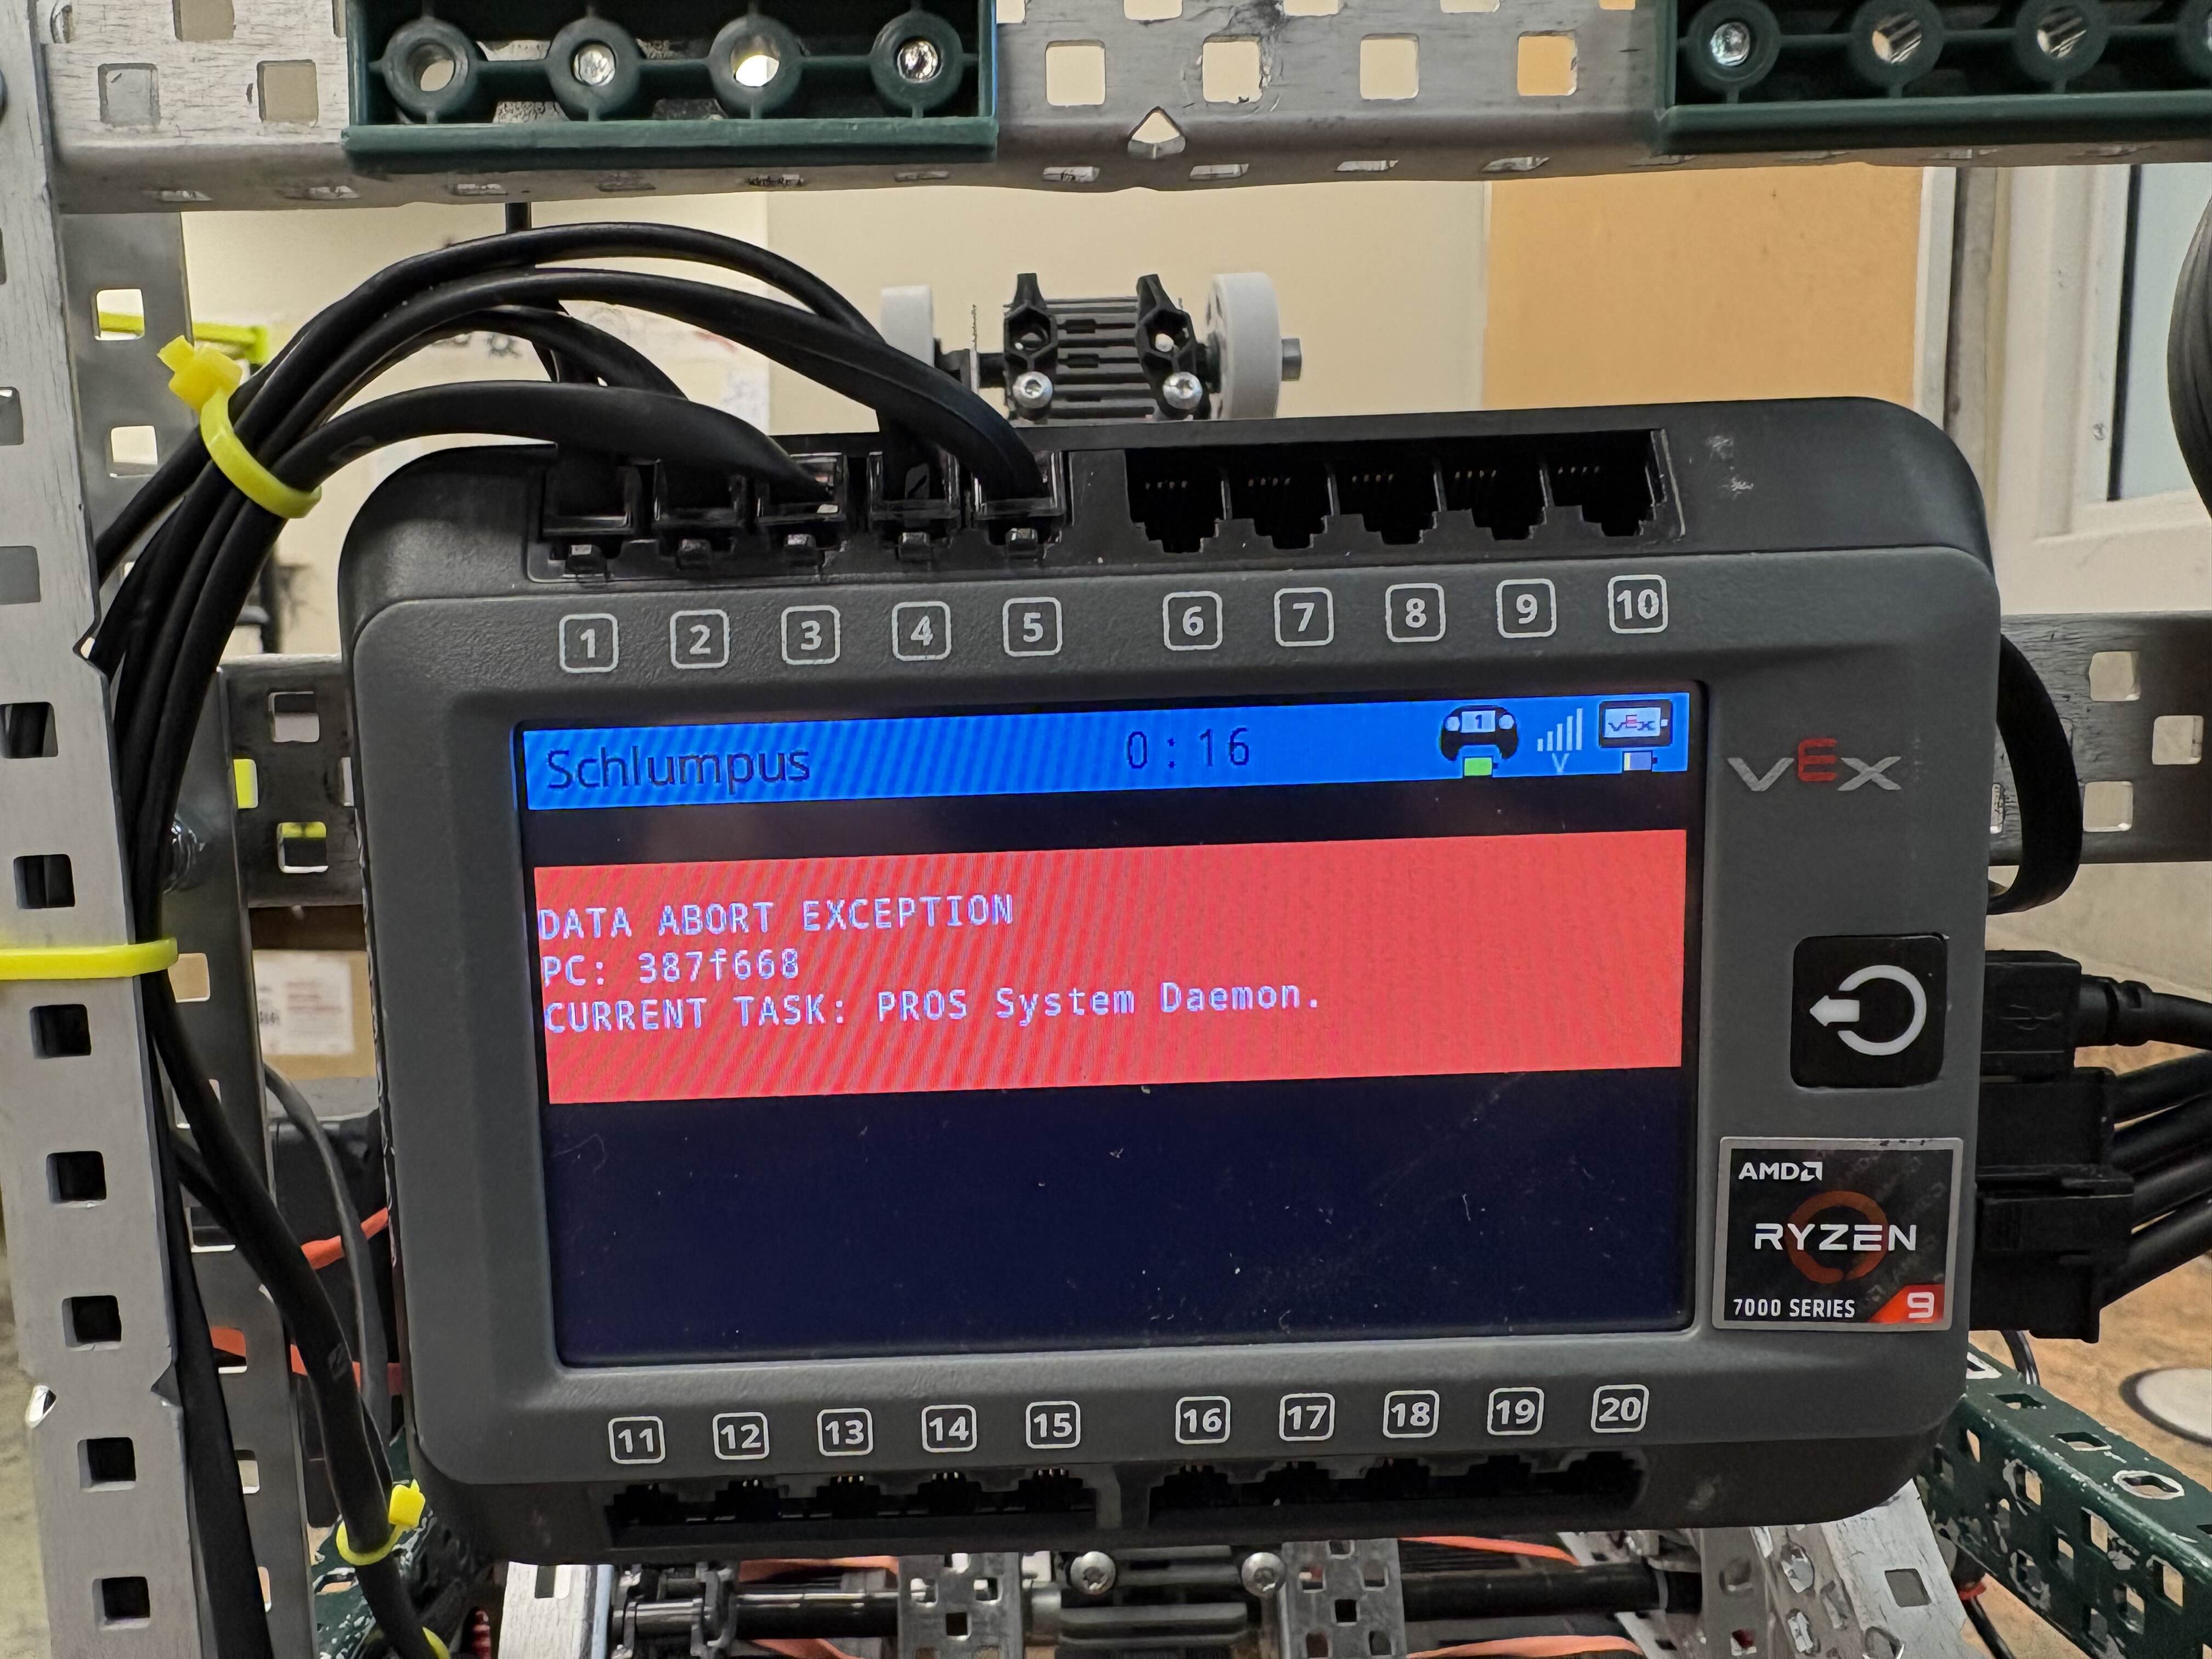 1 2 3 4 5 6 7 8 9 10
Schlumpus 0:16 1 VEX
VEX
DATA ABORT EXCEPTION
PC: 387f668
CURRENT TASK: PROS System Daemon.
AMD
RYZEN
7000 SERIES 9
11 12 13 14 15 16 17 18 19 20